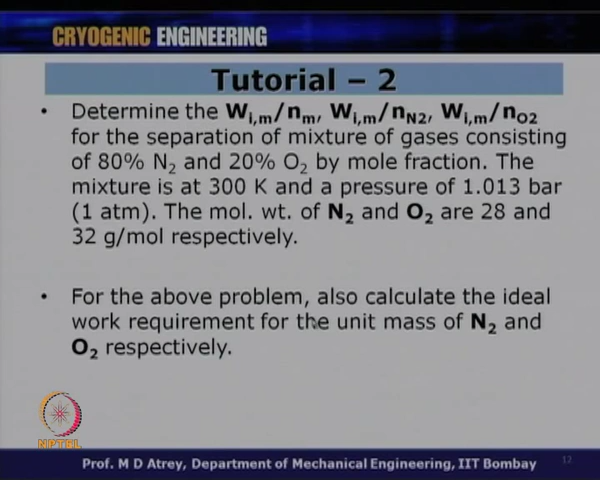 CRYOGENIC ENGINEERING
Tutorial – 2
• Determine the Wi,m/nm, Wi,m/nN2, Wi,m/nO2
for the separation of mixture of gases consisting
of 80% N2 and 20% O2 by mole fraction. The
mixture is at 300 K and a pressure of 1.013 bar
(1 atm). The mol. wt. of N2 and O2 are 28 and
32 g/mol respectively.
• For the above problem, also calculate the ideal
work requirement for the unit mass of N2 and
O2 respectively.
NPTEL
Prof. M D Atrey, Department of Mechanical Engineering, IIT Bombay
12